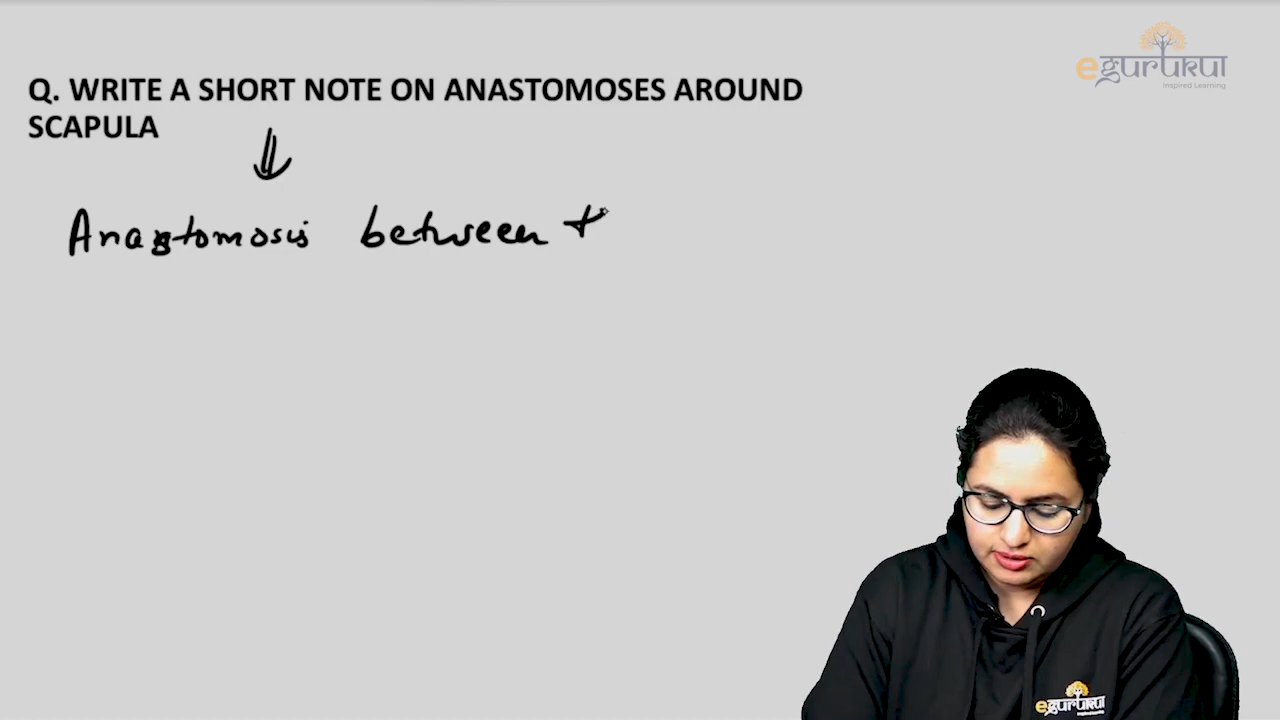 egurukul
Inspired Learning
Q. WRITE A SHORT NOTE ON ANASTOMOSES AROUND
SCAPULA
Anastomosis between t
egurukul